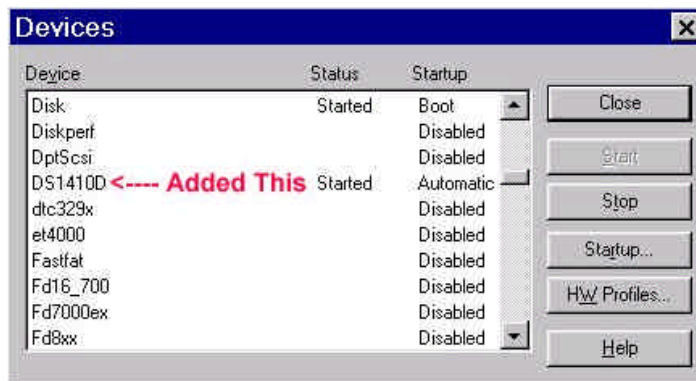 Devices
Device Status Startup
Disk Started Boot
Diskperf Disabled
DptScsi Disabled
DS1410D <---- Added This Started Automatic
dtc329x Disabled
et4000 Disabled
Fastfat Disabled
Fd16_700 Disabled
Fd7000ex Disabled
Fd8xx Disabled
Close
Start
Stop
Startup...
HW Profiles...
Help